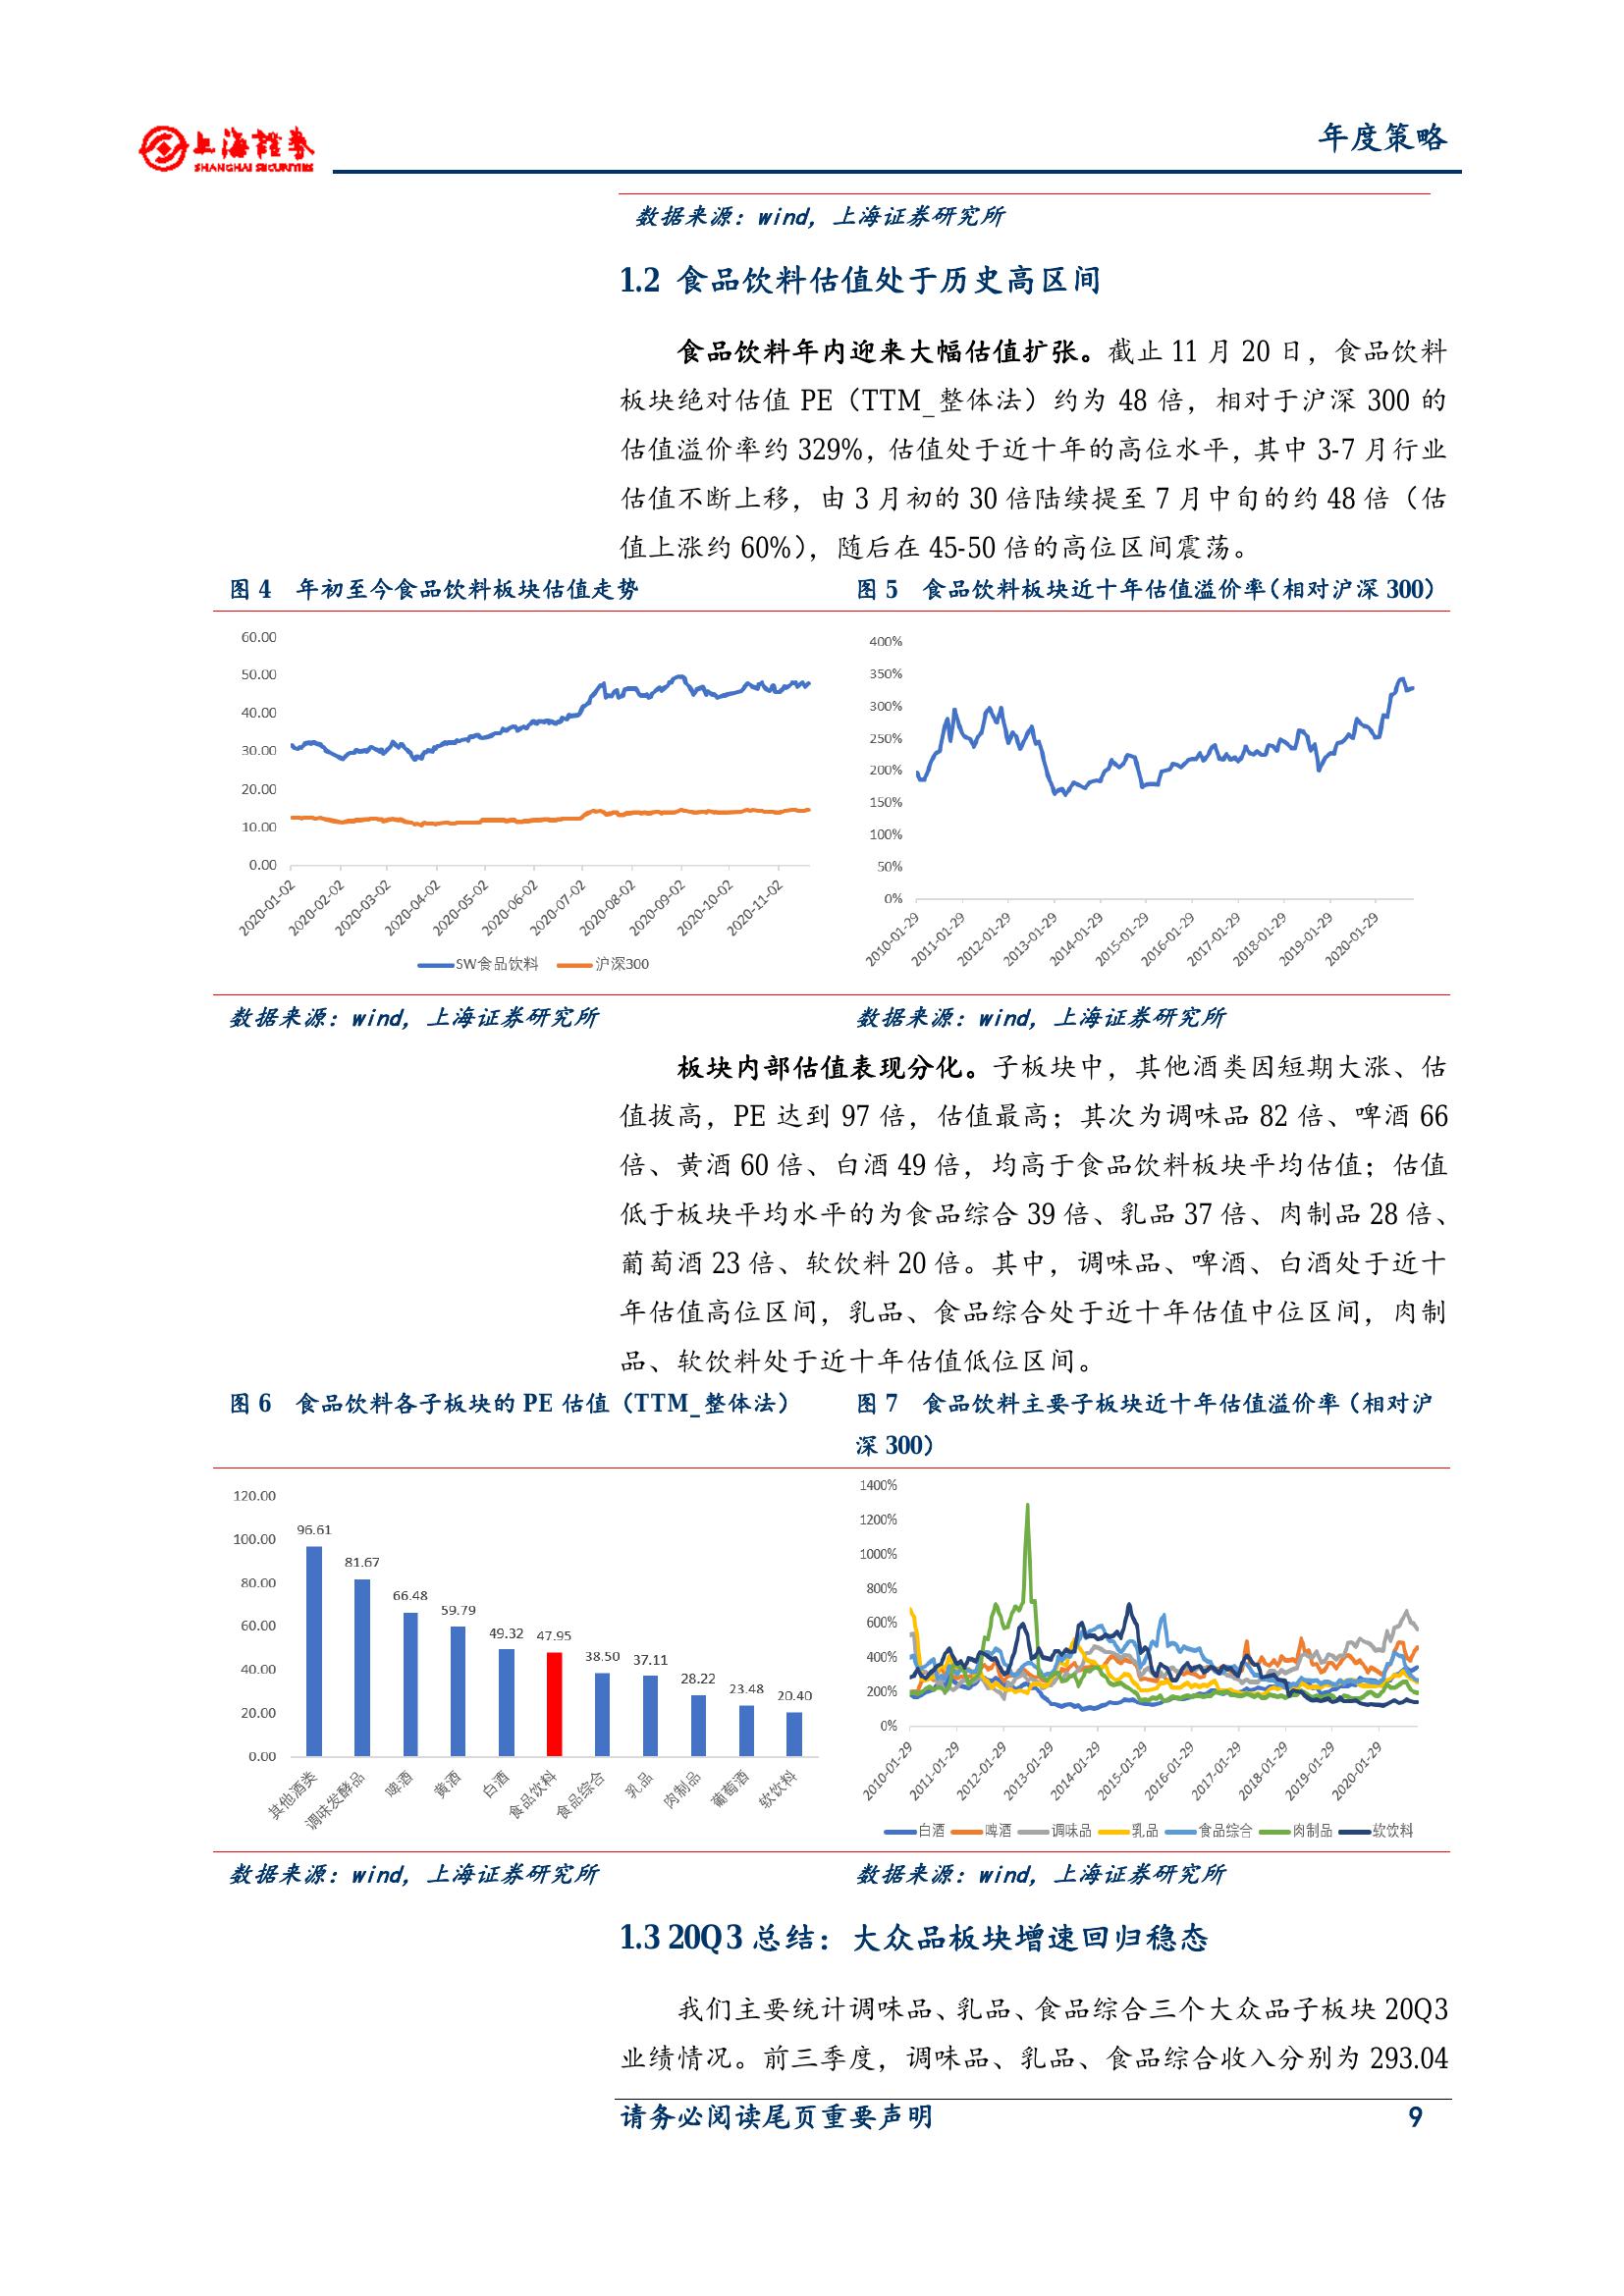 上海證券
SHANGHAI SECURITIES
年度策略
数据来源：wind，上海证券研究所
1.2 食品饮料估值处于历史高区间
食品饮料年内迎来大幅估值扩张。截止 11 月 20 日，食品饮料
板块绝对估值 PE（TTM_整体法）约为 48 倍，相对于沪深 300 的
估值溢价率约 329%，估值处于近十年的高位水平，其中 3-7 月行业
估值不断上移，由 3 月初的 30 倍陆续提至 7 月中旬的约 48 倍（估
值上涨约 60%），随后在 45-50 倍的高位区间震荡。
图 4 年初至今食品饮料板块估值走势
60.00
50.00
40.00
30.00
20.00
10.00
0.00
2020-01-02
2020-02-02
2020-03-02
2020-04-02
2020-05-02
2020-06-02
2020-07-02
2020-08-02
2020-09-02
2020-10-02
2020-11-02
SW食品饮料 沪深300
数据来源：wind，上海证券研究所
图 5 食品饮料板块近十年估值溢价率（相对沪深 300）
400%
350%
300%
250%
200%
150%
100%
50%
0%
2010-01-29
2011-01-29
2012-01-29
2013-01-29
2014-01-29
2015-01-29
2016-01-29
2017-01-29
2018-01-29
2019-01-29
2020-01-29
数据来源：wind，上海证券研究所
板块内部估值表现分化。子板块中，其他酒类因短期大涨、估
值拔高，PE 达到 97 倍，估值最高；其次为调味品 82 倍、啤酒 66
倍、黄酒 60 倍、白酒 49 倍，均高于食品饮料板块平均估值；估值
低于板块平均水平的为食品综合 39 倍、乳品 37 倍、肉制品 28 倍、
葡萄酒 23 倍、软饮料 20 倍。其中，调味品、啤酒、白酒处于近十
年估值高位区间，乳品、食品综合处于近十年估值中位区间，肉制
品、软饮料处于近十年估值低位区间。
图 6 食品饮料各子板块的 PE 估值（TTM_整体法）
120.00
100.00
80.00
60.00
40.00
20.00
0.00
96.61
81.67
66.48
59.79
49.32
47.95
38.50
37.11
28.22
23.48
20.40
其他酒类
调味发酵品
啤酒
黄酒
白酒
食品饮料
食品综合
乳品
肉制品
葡萄酒
软饮料
数据来源：wind，上海证券研究所
图 7 食品饮料主要子板块近十年估值溢价率（相对沪
深 300）
1400%
1200%
1000%
800%
600%
400%
200%
0%
2010-01-29
2011-01-29
2012-01-29
2013-01-29
2014-01-29
2015-01-29
2016-01-29
2017-01-29
2018-01-29
2019-01-29
2020-01-29
白酒 啤酒 调味品 乳品 食品综合 肉制品 软饮料
数据来源：wind，上海证券研究所
1.3 20Q3 总结：大众品板块增速回归稳态
我们主要统计调味品、乳品、食品综合三个大众品子板块 20Q3
业绩情况。前三季度，调味品、乳品、食品综合收入分别为 293.04
请务必阅读尾页重要声明 9